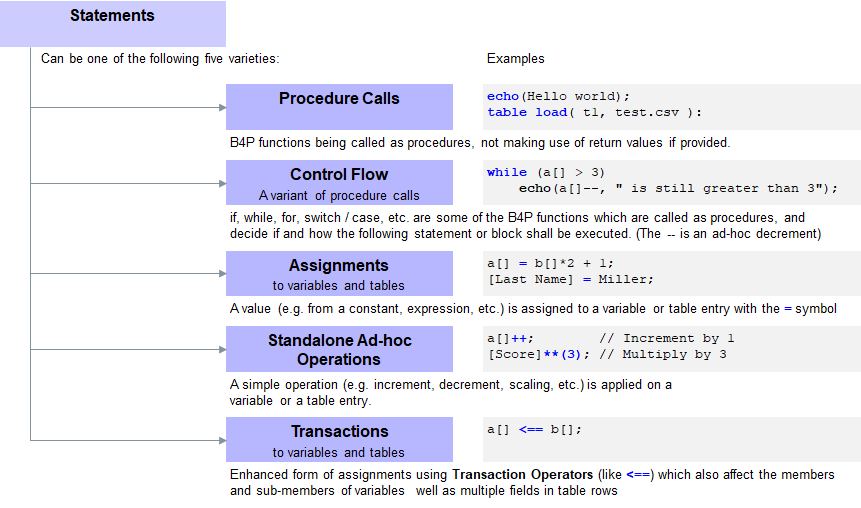 Statements
Can be one of the following five varieties:
Examples
Procedure Calls
echo(Hello world);
table load( t1, test.csv ):
B4P functions being called as procedures, not making use of return values if provided.
Control Flow
A variant of procedure calls
while (a[] > 3)
echo(a[]--, " is still greater than 3");
if, while, for, switch / case, etc. are some of the B4P functions which are called as procedures, and
decide if and how the following statement or block shall be executed. (The -- is an ad-hoc decrement)
Assignments
to variables and tables
a[] = b[]*2 + 1;
[Last Name] = Miller;
A value (e.g. from a constant, expression, etc.) is assigned to a variable or table entry with the = symbol
Standalone Ad-hoc
Operations
a[]++; // Increment by 1
[Score]**(3); // Multiply by 3
A simple operation (e.g. increment, decrement, scaling, etc.) is applied on a
variable or a table entry.
Transactions
to variables and tables
a[] <== b[];
Enhanced form of assignments using Transaction Operators (like <==) which also affect the members
and sub-members of variables well as multiple fields in table rows